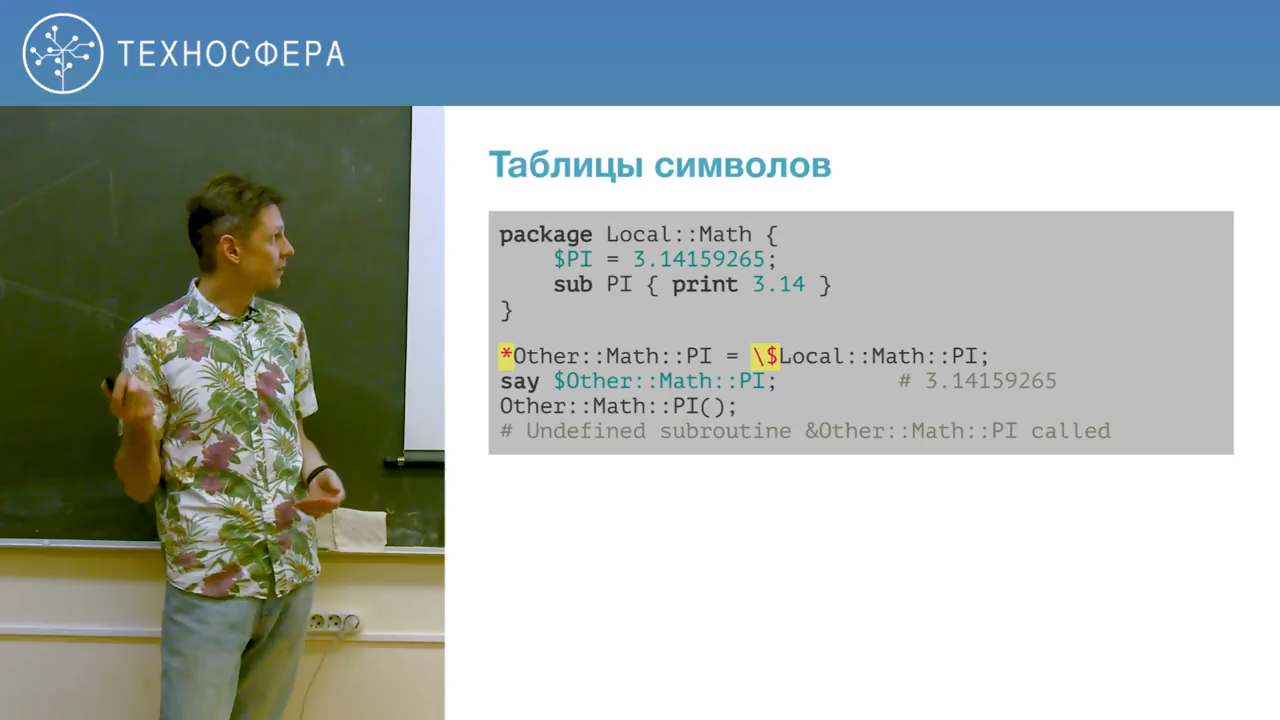 ТЕХНОСФЕРА
Таблицы символов
package Local::Math {
    $PI = 3.14159265;
    sub PI { print 3.14 }
}
*Other::Math::PI = \$Local::Math::PI;
say $Other::Math::PI;         # 3.14159265
Other::Math::PI();
# Undefined subroutine &Other::Math::PI called